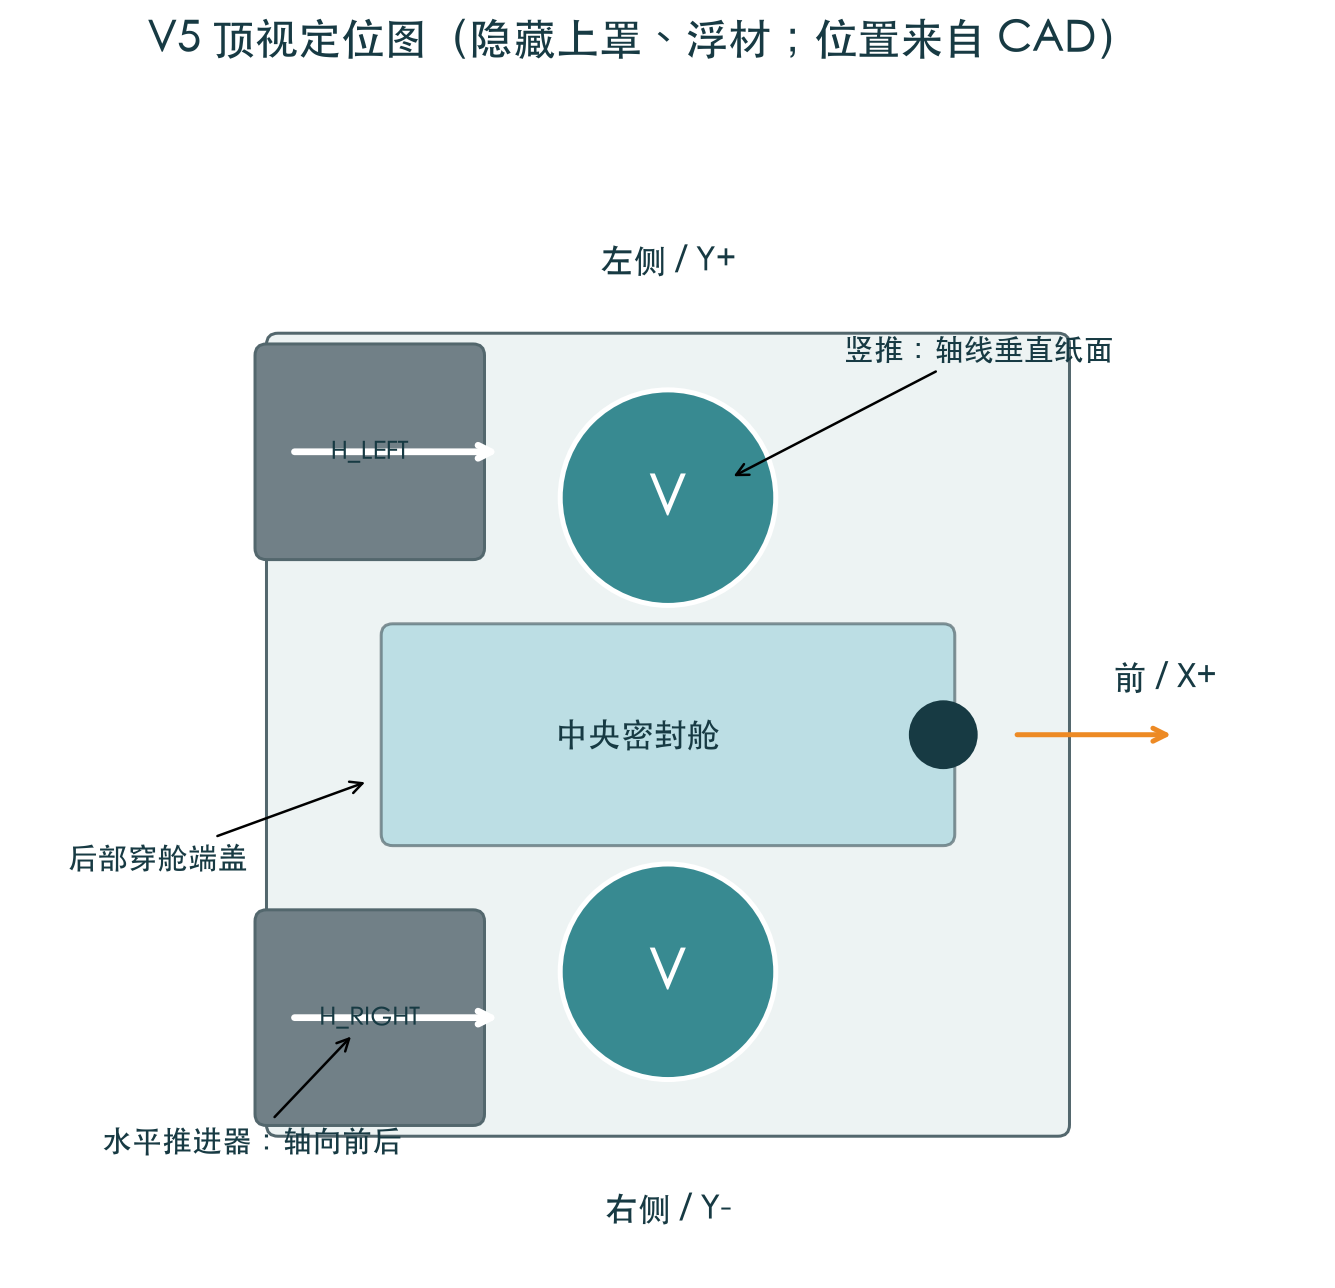 V5 顶视定位图（隐藏上罩、浮材；位置来自 CAD）
左侧 / Y+
竖推：轴线垂直纸面
H_LEFT
V
前 / X+
中央密封舱
后部穿舱端盖
V
H_RIGHT
水平推进器：轴向前后
右侧 / Y-